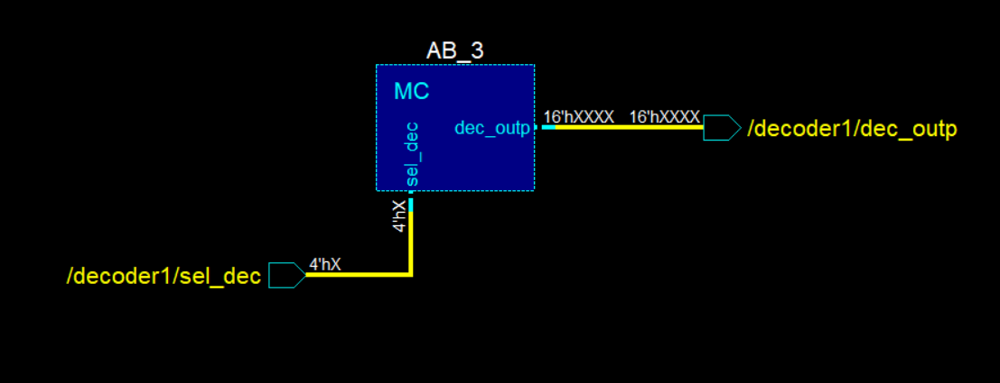 AB_3
MC
sel_dec
dec_outp
16'hXXXX 16'hXXXX
/decoder1/dec_outp
4'hX
/decoder1/sel_dec
4'hX